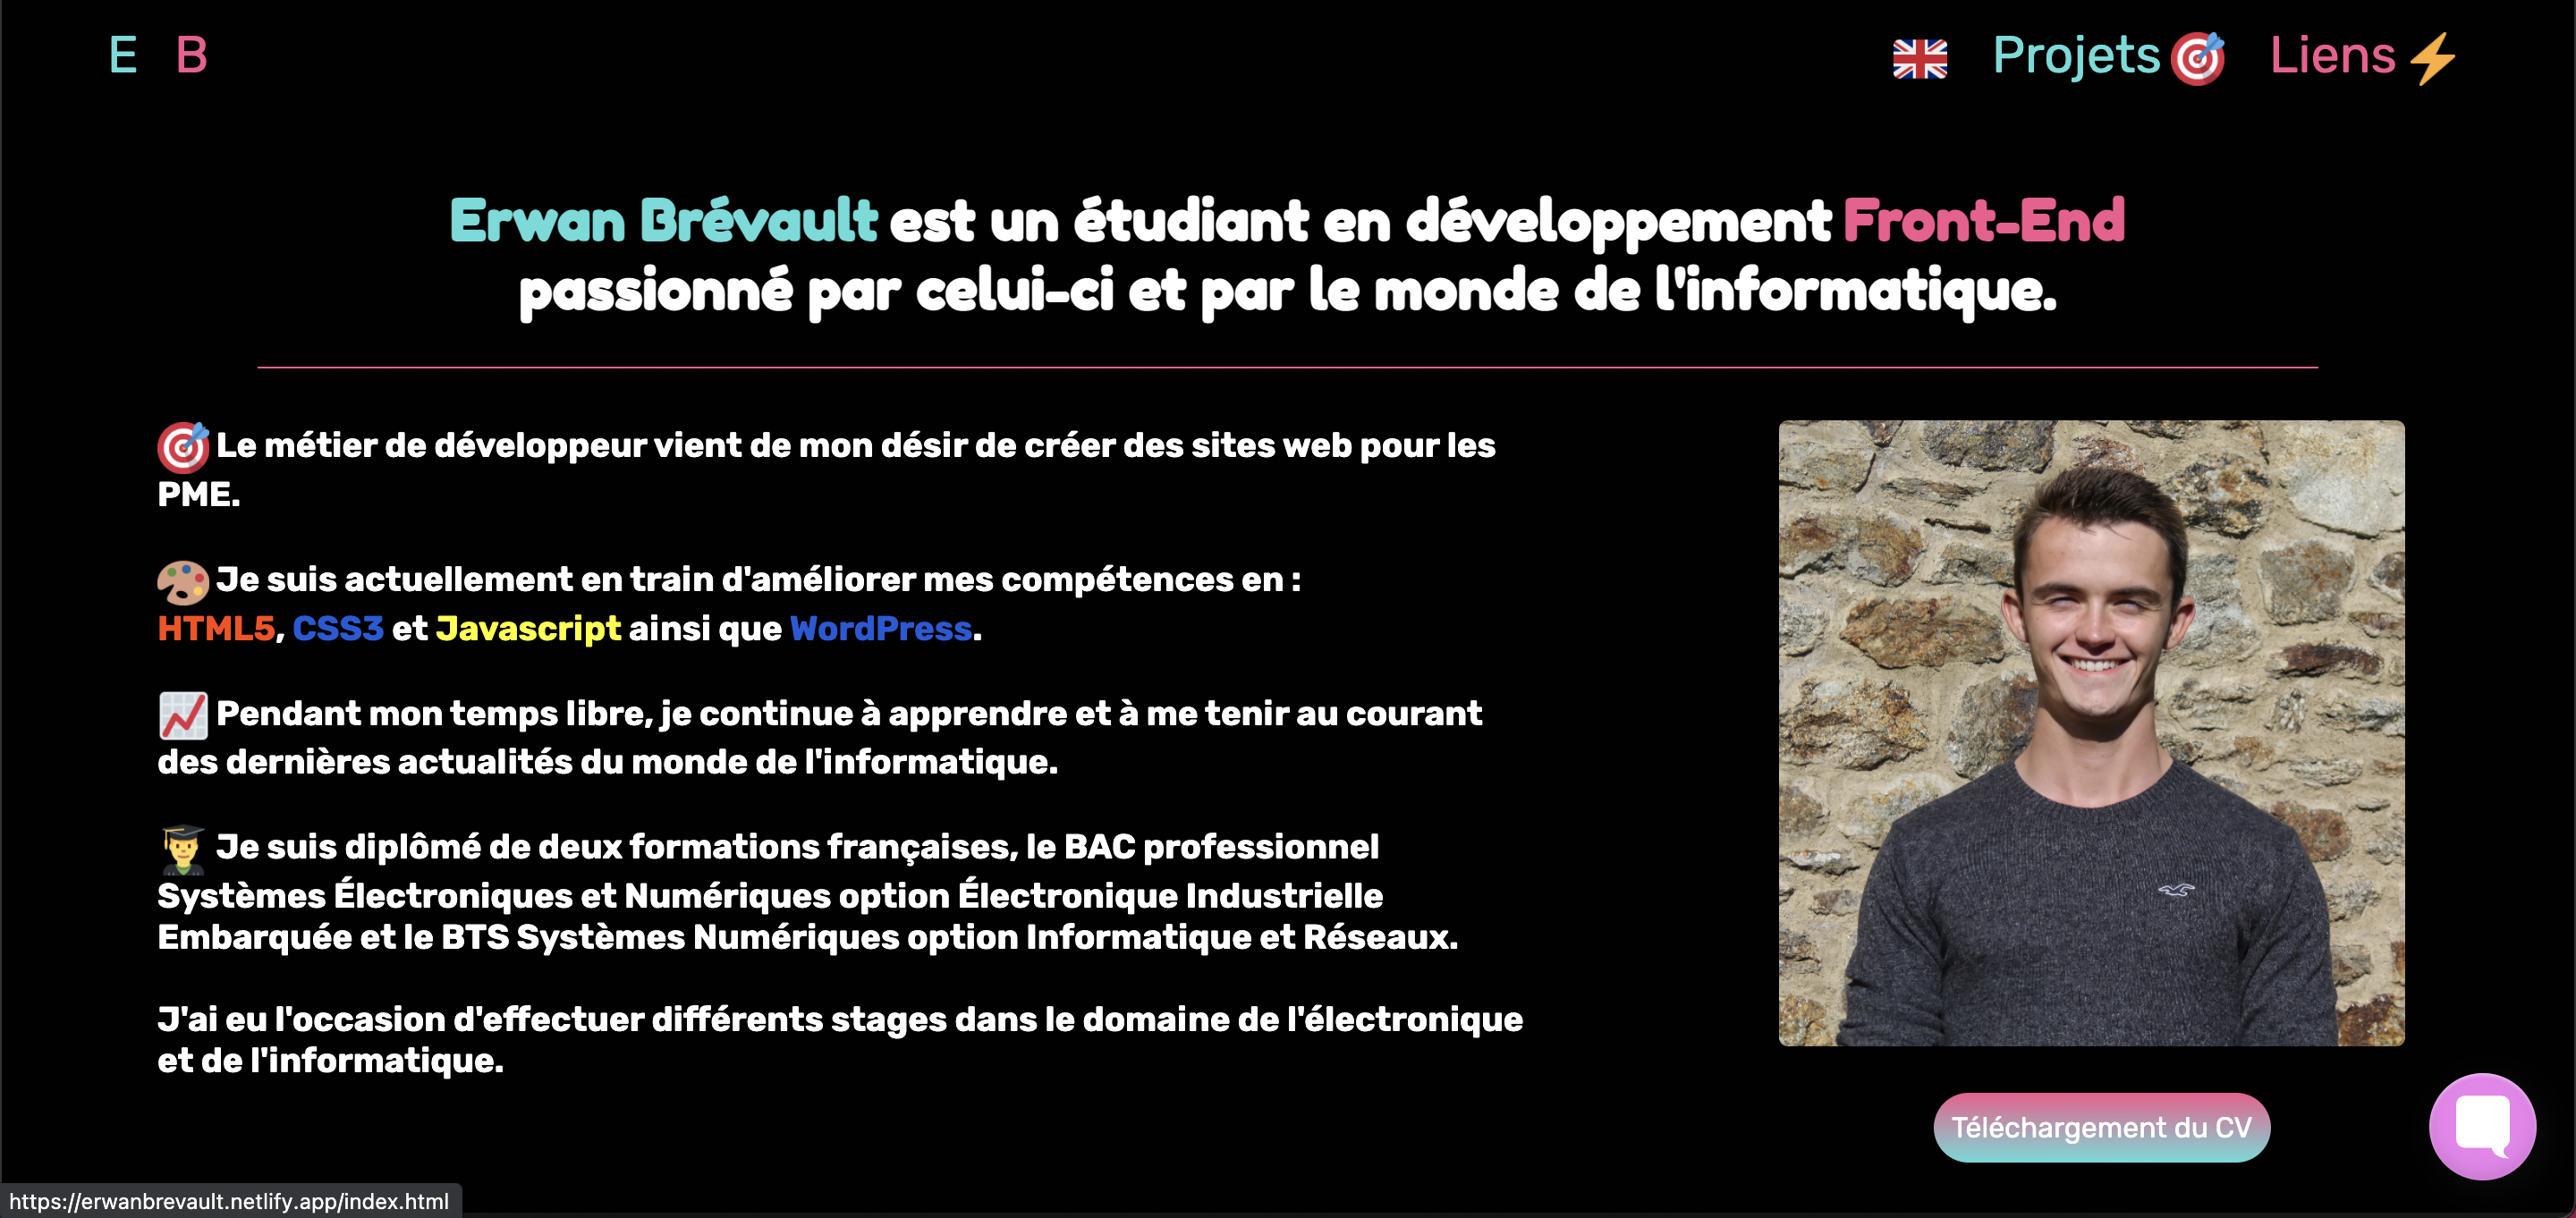 E B
Projets Liens
Erwan Brévault est un étudiant en développement Front-End
passionné par celui-ci et par le monde de l'informatique.
Le métier de développeur vient de mon désir de créer des sites web pour les
PME.
Je suis actuellement en train d'améliorer mes compétences en :
HTML5, CSS3 et Javascript ainsi que WordPress.
Pendant mon temps libre, je continue à apprendre et à me tenir au courant
des dernières actualités du monde de l'informatique.
Je suis diplômé de deux formations françaises, le BAC professionnel
Systèmes Électroniques et Numériques option Électronique Industrielle
Embarquée et le BTS Systèmes Numériques option Informatique et Réseaux.
J'ai eu l'occasion d'effectuer différents stages dans le domaine de l'électronique
et de l'informatique.
Téléchargement du CV
https://erwanbrevault.netlify.app/index.html